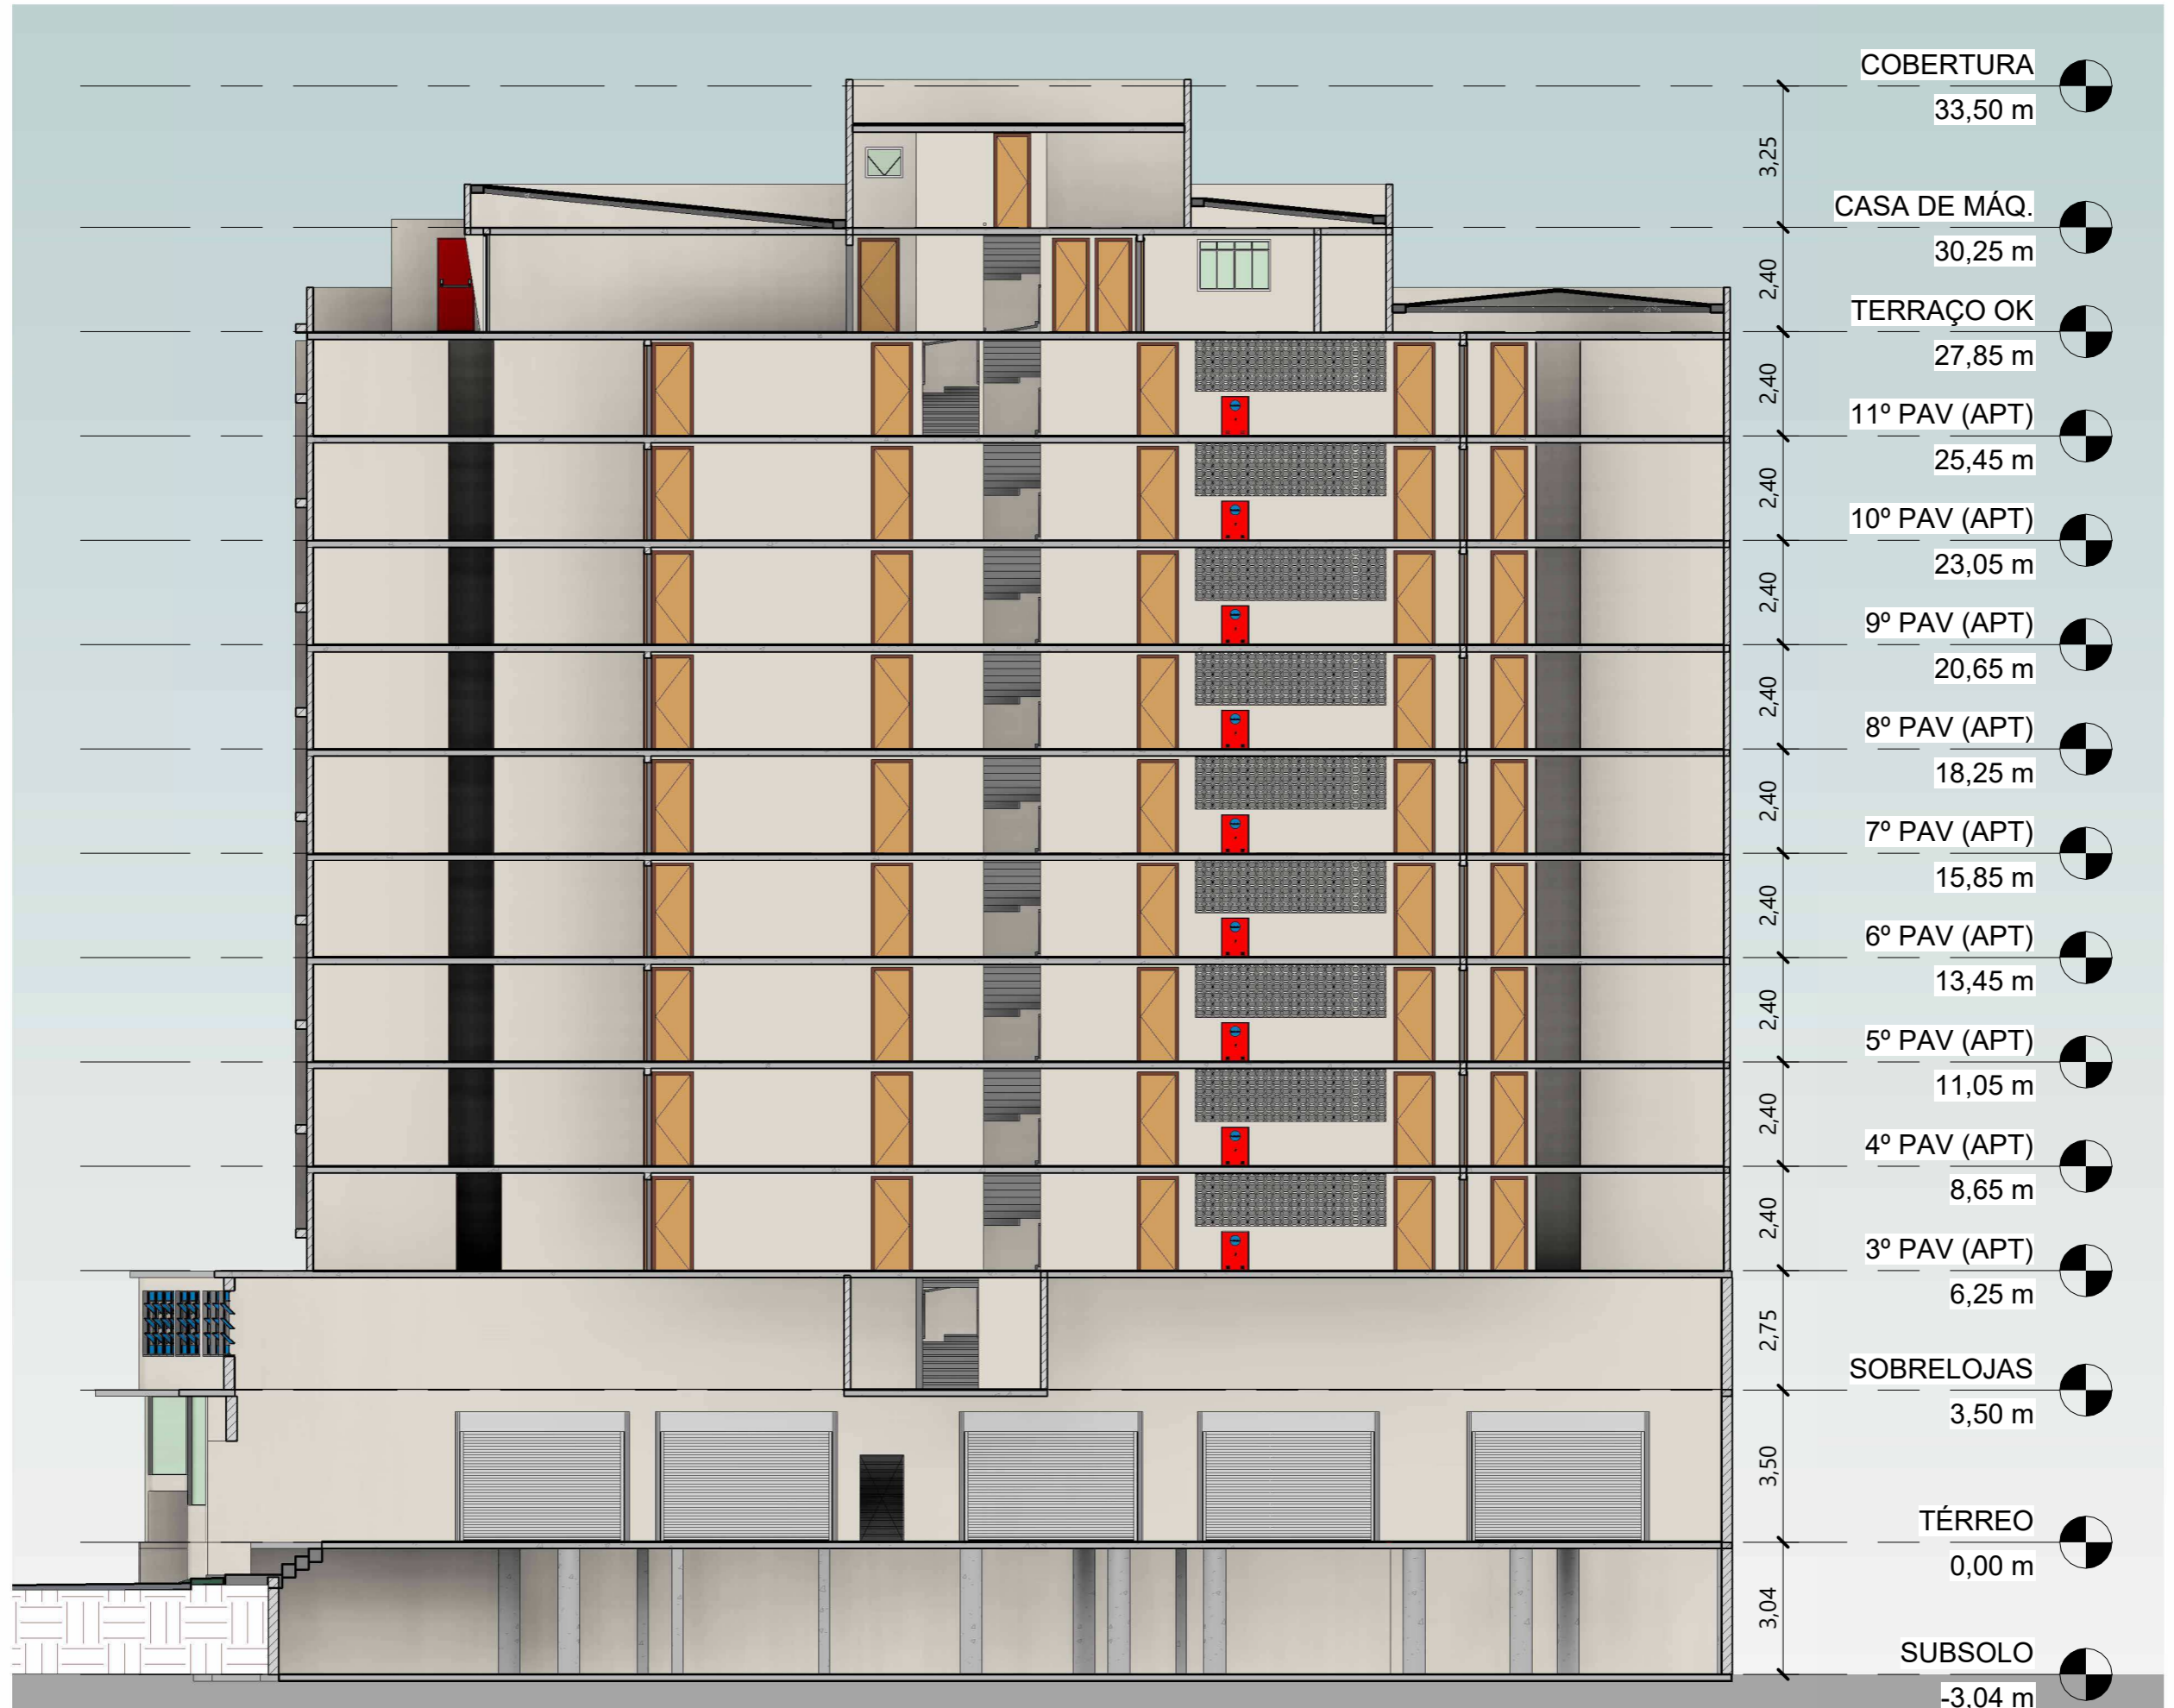 COBERTURA
33,50 m
3,25
CASA DE MÁQ.
30,25 m
2,40
TERRAÇO OK
27,85 m
2,40
11º PAV (APT)
25,45 m
2,40
10º PAV (APT)
23,05 m
2,40
9º PAV (APT)
20,65 m
2,40
8º PAV (APT)
18,25 m
2,40
7º PAV (APT)
15,85 m
2,40
6º PAV (APT)
13,45 m
2,40
5º PAV (APT)
11,05 m
2,40
4º PAV (APT)
8,65 m
2,40
3º PAV (APT)
6,25 m
2,75
SOBRELOJAS
3,50 m
3,50
TÉRREO
0,00 m
3,04
SUBSOLO
-3,04 m